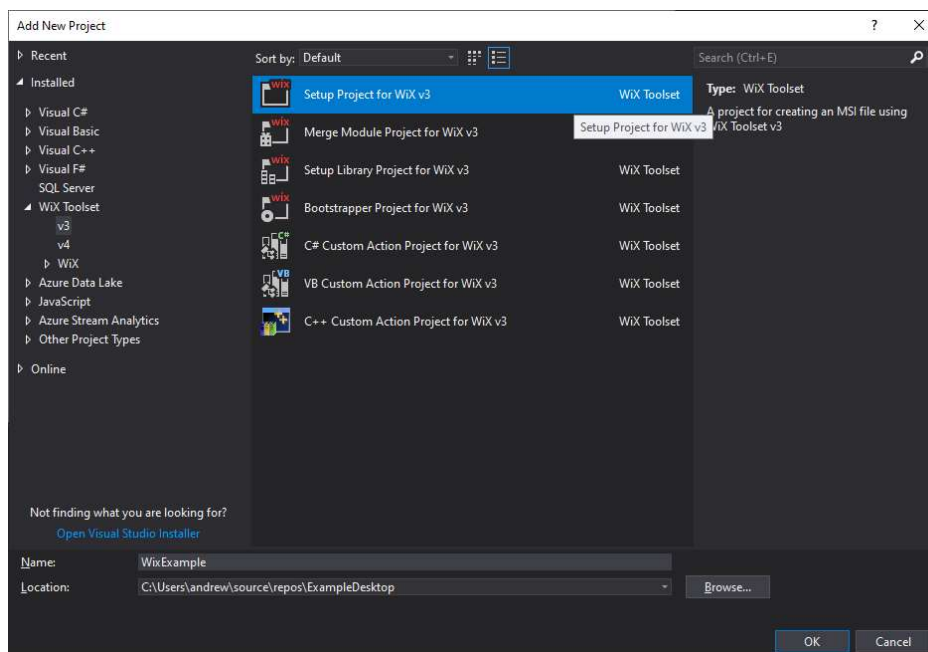 Add New Project
? ×
Recent
Installed
Visual C#
Visual Basic
Visual C++
Visual F#
SQL Server
WiX Toolset
v3
v4
WiX
Azure Data Lake
JavaScript
Azure Stream Analytics
Other Project Types
Online
Not finding what you are looking for?
Open Visual Studio Installer
Sort by: Default
wix Setup Project for WiX v3 WiX Toolset
wix Merge Module Project for WiX v3
Setup Project for WiX v3
wix Setup Library Project for WiX v3 WiX Toolset
wix Bootstrapper Project for WiX v3 WiX Toolset
C# C# Custom Action Project for WiX v3 WiX Toolset
VB VB Custom Action Project for WiX v3 WiX Toolset
C++ Custom Action Project for WiX v3 WiX Toolset
Search (Ctrl+E)
Type: WiX Toolset
A project for creating an MSI file using
WiX Toolset v3
Name: WixExample
Location: C:\Users\andrew\source\repos\ExampleDesktop
Browse...
OK Cancel